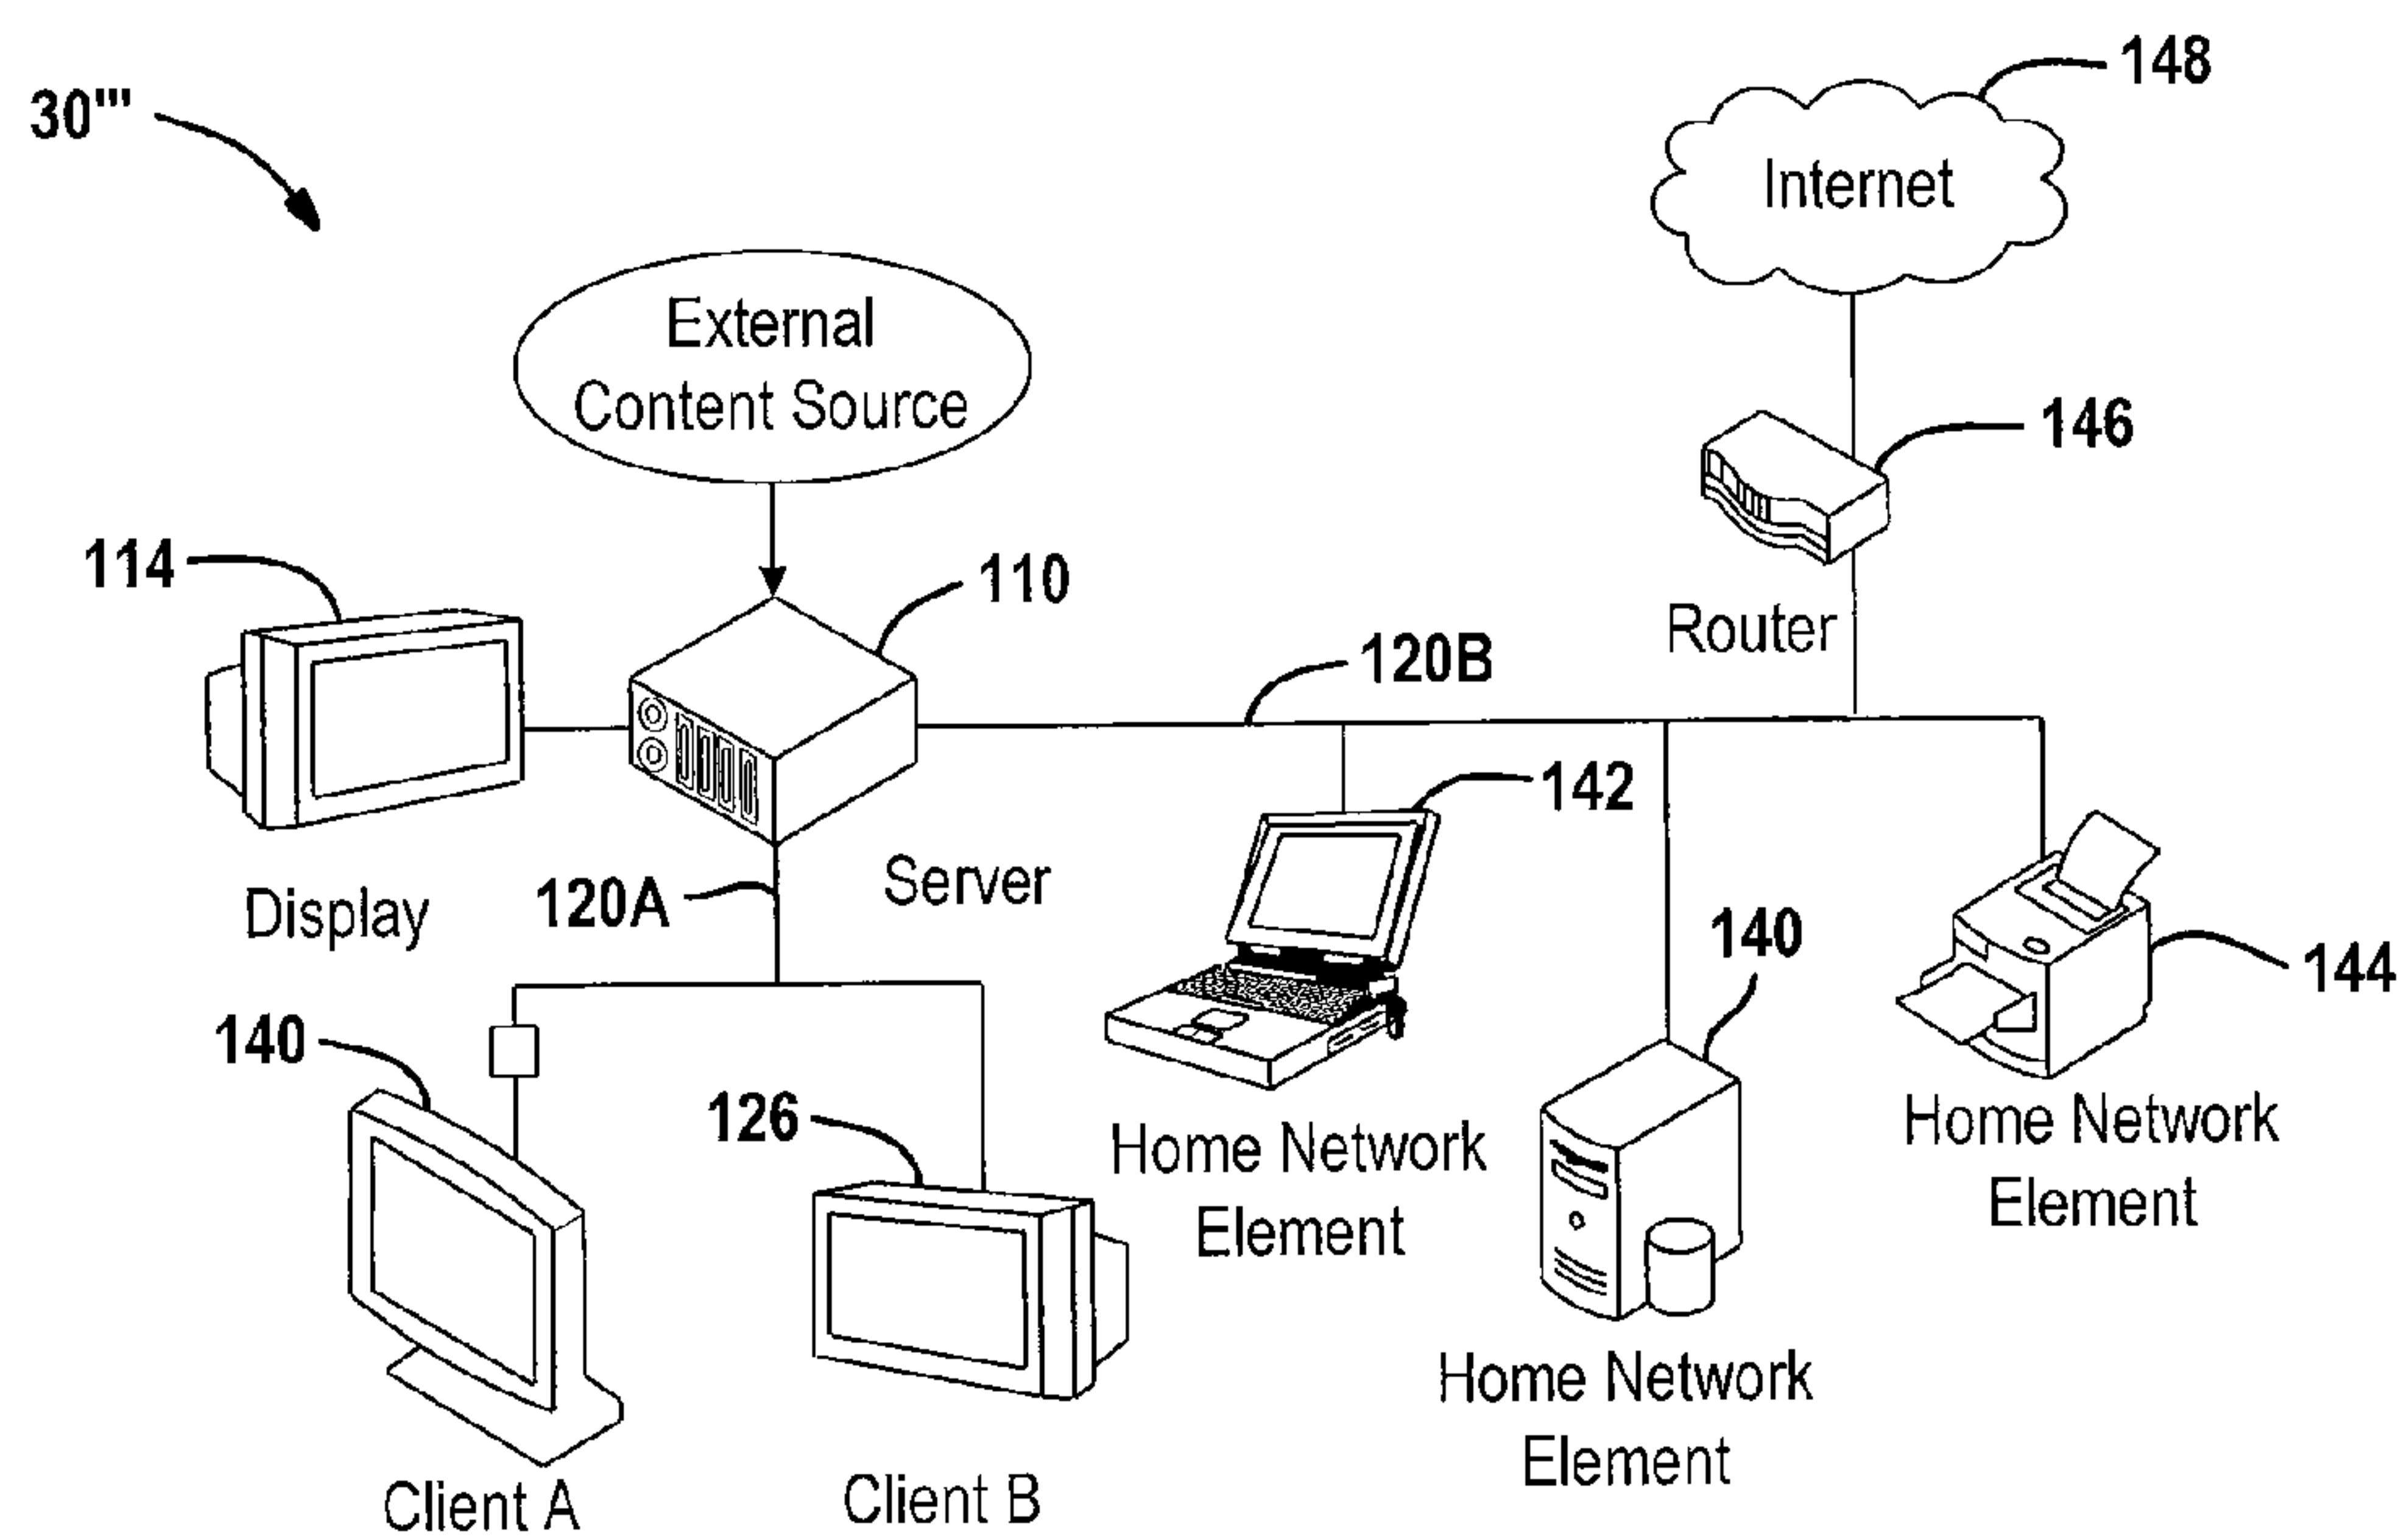 148
30'''
Internet
External
Content Source
146
114
110
Router
120B
142
Server
120A
Display
140
144
140
126
Home Network
Element
Home Network
Element
Home Network
Element
Client A
Client B